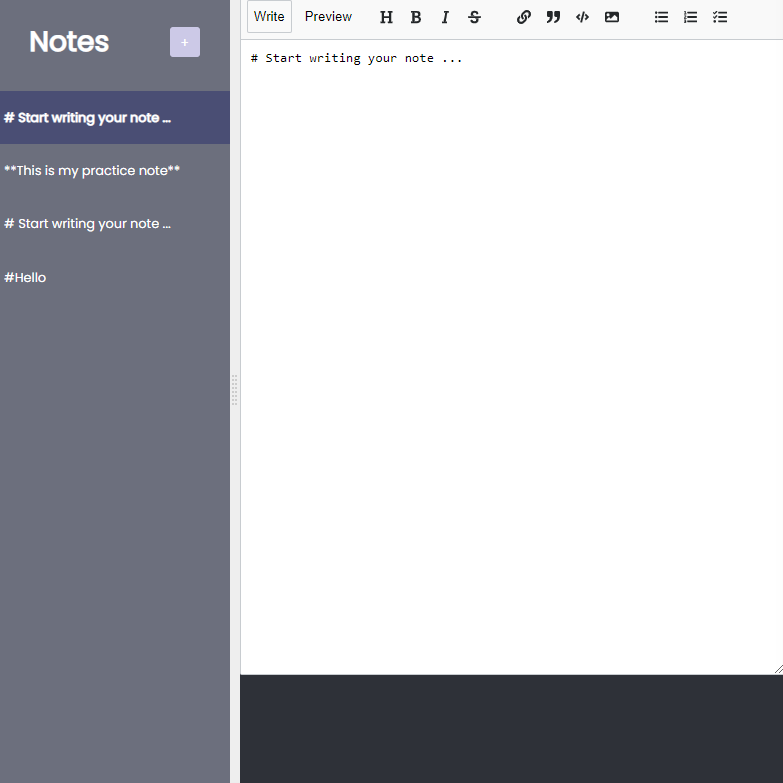 Notes
+
# Start writing your note ...
**This is my practice note**
# Start writing your note ...
#Hello
Write Preview H B I S
# Start writing your note ...